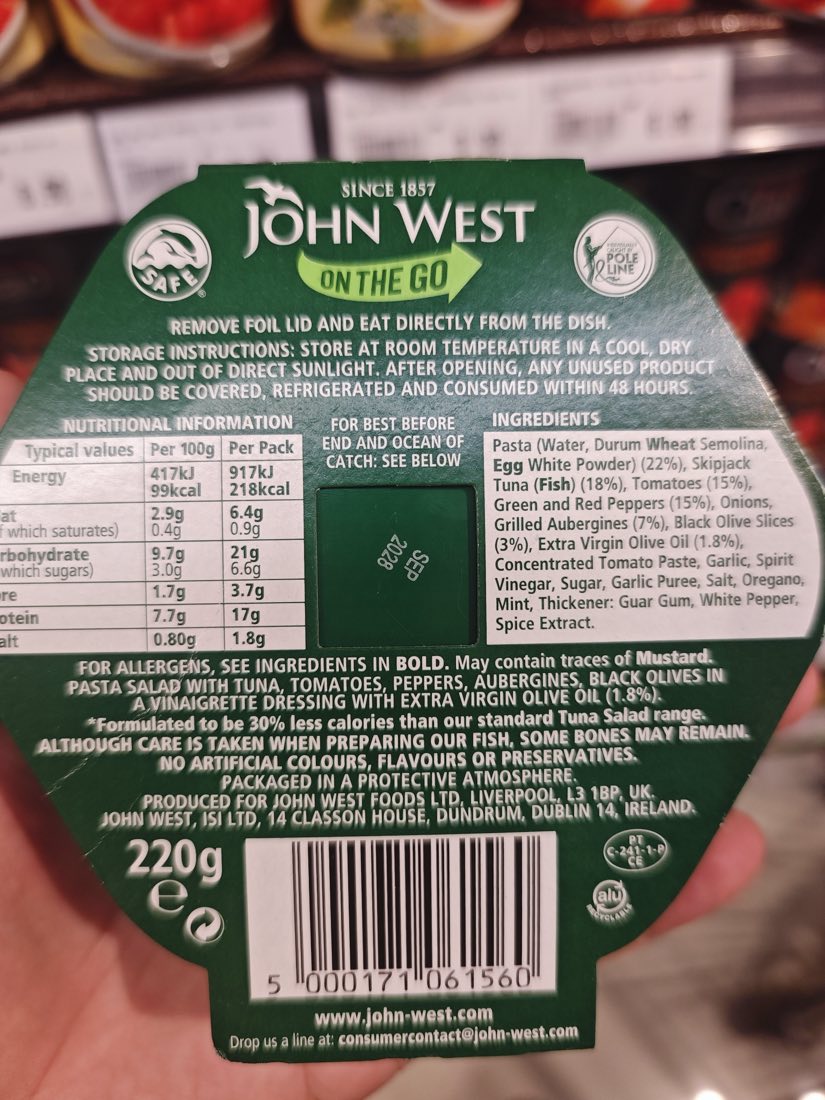 SINCE 1857
JOHN WEST
ON THE GO
SAFE
®
POLE
& LINE
REMOVE FOIL LID AND EAT DIRECTLY FROM THE DISH.
STORAGE INSTRUCTIONS: STORE AT ROOM TEMPERATURE IN A COOL, DRY
PLACE AND OUT OF DIRECT SUNLIGHT. AFTER OPENING, ANY UNUSED PRODUCT
SHOULD BE COVERED, REFRIGERATED AND CONSUMED WITHIN 48 HOURS.
NUTRITIONAL INFORMATION
Typical values Per 100g Per Pack
Energy 417kJ 917kJ
99kcal 218kcal
at 2.9g 6.4g
f which saturates) 0.4g 0.9g
rbohydrate 9.7g 21g
which sugars) 3.0g 6.6g
re 1.7g 3.7g
otein 7.7g 17g
alt 0.80g 1.8g
FOR BEST BEFORE
END AND OCEAN OF
CATCH: SEE BELOW
SEP
2028
INGREDIENTS
Pasta (Water, Durum Wheat Semolina,
Egg White Powder) (22%), Skipjack
Tuna (Fish) (18%), Tomatoes (15%),
Green and Red Peppers (15%), Onions,
Grilled Aubergines (7%), Black Olive Slices
(3%), Extra Virgin Olive Oil (1.8%),
Concentrated Tomato Paste, Garlic, Spirit
Vinegar, Sugar, Garlic Puree, Salt, Oregano,
Mint, Thickener: Guar Gum, White Pepper,
Spice Extract.
FOR ALLERGENS, SEE INGREDIENTS IN BOLD. May contain traces of Mustard.
PASTA SALAD WITH TUNA, TOMATOES, PEPPERS, AUBERGINES, BLACK OLIVES IN
A VINAIGRETTE DRESSING WITH EXTRA VIRGIN OLIVE OIL (1.8%).
*Formulated to be 30% less calories than our standard Tuna Salad range.
ALTHOUGH CARE IS TAKEN WHEN PREPARING OUR FISH, SOME BONES MAY REMAIN.
NO ARTIFICIAL COLOURS, FLAVOURS OR PRESERVATIVES.
PACKAGED IN A PROTECTIVE ATMOSPHERE.
PRODUCED FOR JOHN WEST FOODS LTD, LIVERPOOL, L3 1BP, UK.
JOHN WEST, ISI LTD, 14 CLASSON HOUSE, DUNDRUM, DUBLIN 14, IRELAND.
220g
e
PT
C-241-1-P
CE
alu
RECYCLABLE
5 000171 061560
www.john-west.com
Drop us a line at: consumercontact@john-west.com